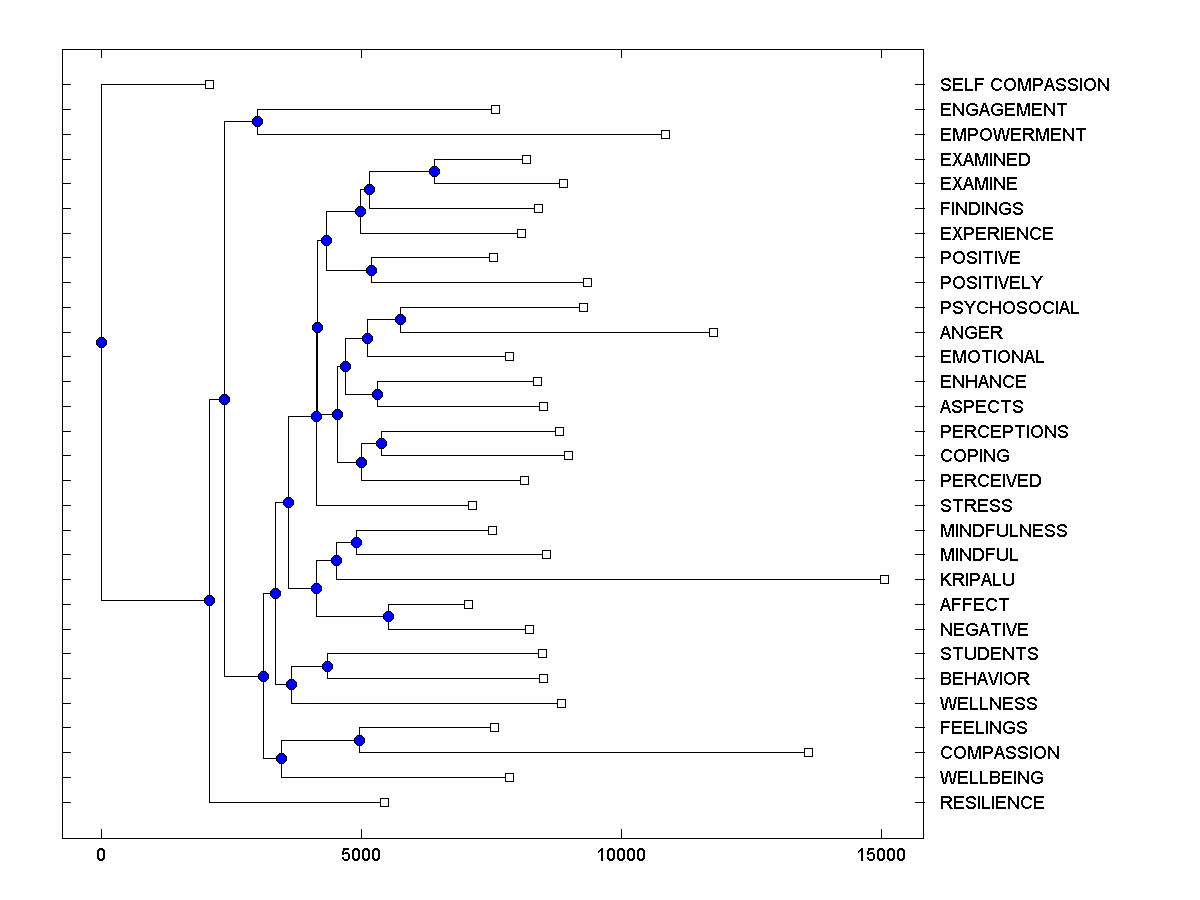 SELF COMPASSION
ENGAGEMENT
EMPOWERMENT
EXAMINED
EXAMINE
FINDINGS
EXPERIENCE
POSITIVE
POSITIVELY
PSYCHOSOCIAL
ANGER
EMOTIONAL
ENHANCE
ASPECTS
PERCEPTIONS
COPING
PERCEIVED
STRESS
MINDFULNESS
MINDFUL
KRIPALU
AFFECT
NEGATIVE
STUDENTS
BEHAVIOR
WELLNESS
FEELINGS
COMPASSION
WELLBEING
RESILIENCE
0 5000 10000 15000